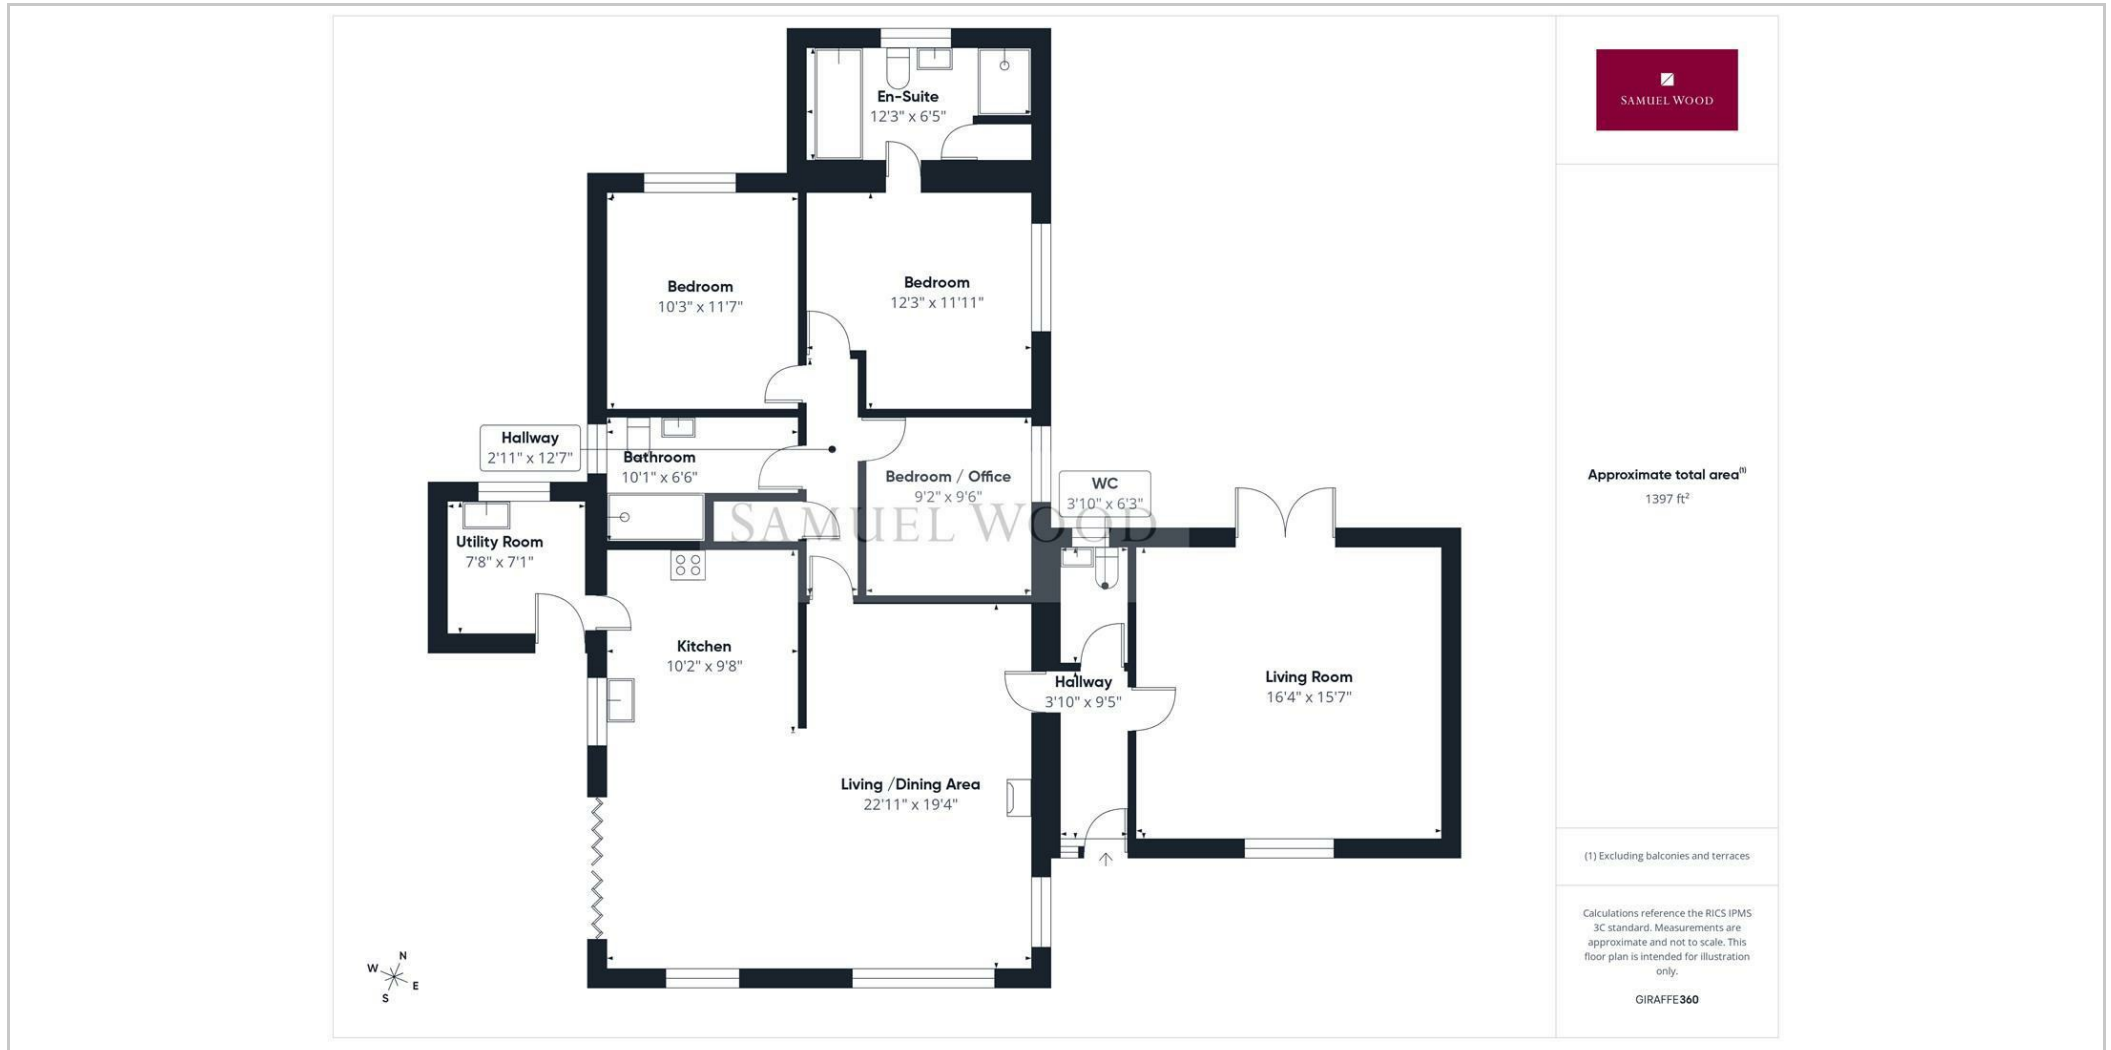 En-Suite
12'3" x 6'5"
Bedroom
10'3" x 11'7"
Bedroom
12'3" x 11'11"
Hallway
2'11" x 12'7"
Bathroom
10'1" x 6'6"
Bedroom / Office
9'2" x 9'6"
WC
3'10" x 6'3"
SAMUEL WOOD
Utility Room
7'8" x 7'1"
Kitchen
10'2" x 9'8"
Hallway
3'10" x 9'5"
Living Room
16'4" x 15'7"
Living /Dining Area
22'11" x 19'4"
N
W
E
S
SAMUEL WOOD
Approximate total area(1)
1397 ft²
(1) Excluding balconies and terraces
Calculations reference the RICS IPMS
3C standard. Measurements are
approximate and not to scale. This
floor plan is intended for illustration
only.
GIRAFFE360